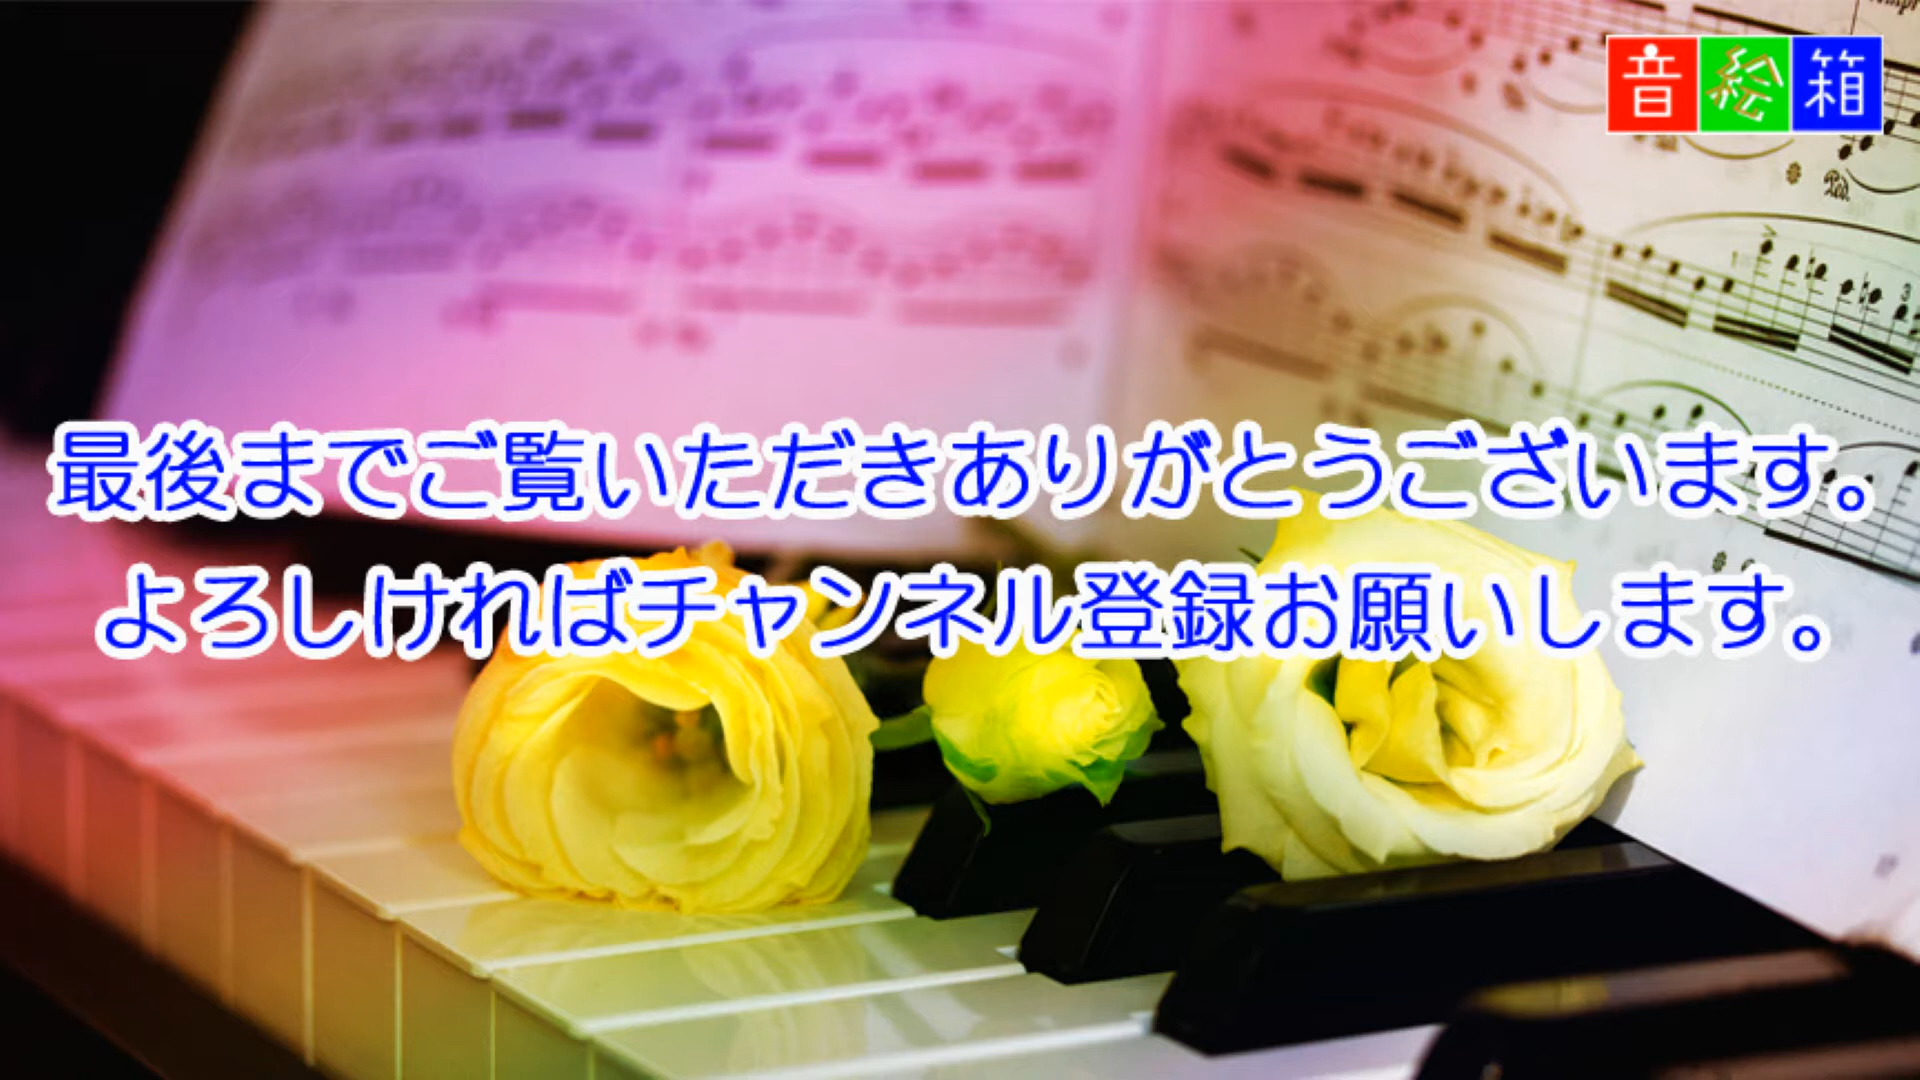 音絵箱
最後までご覧いただきありがとうございます。
よろしければチャンネル登録お願いします。